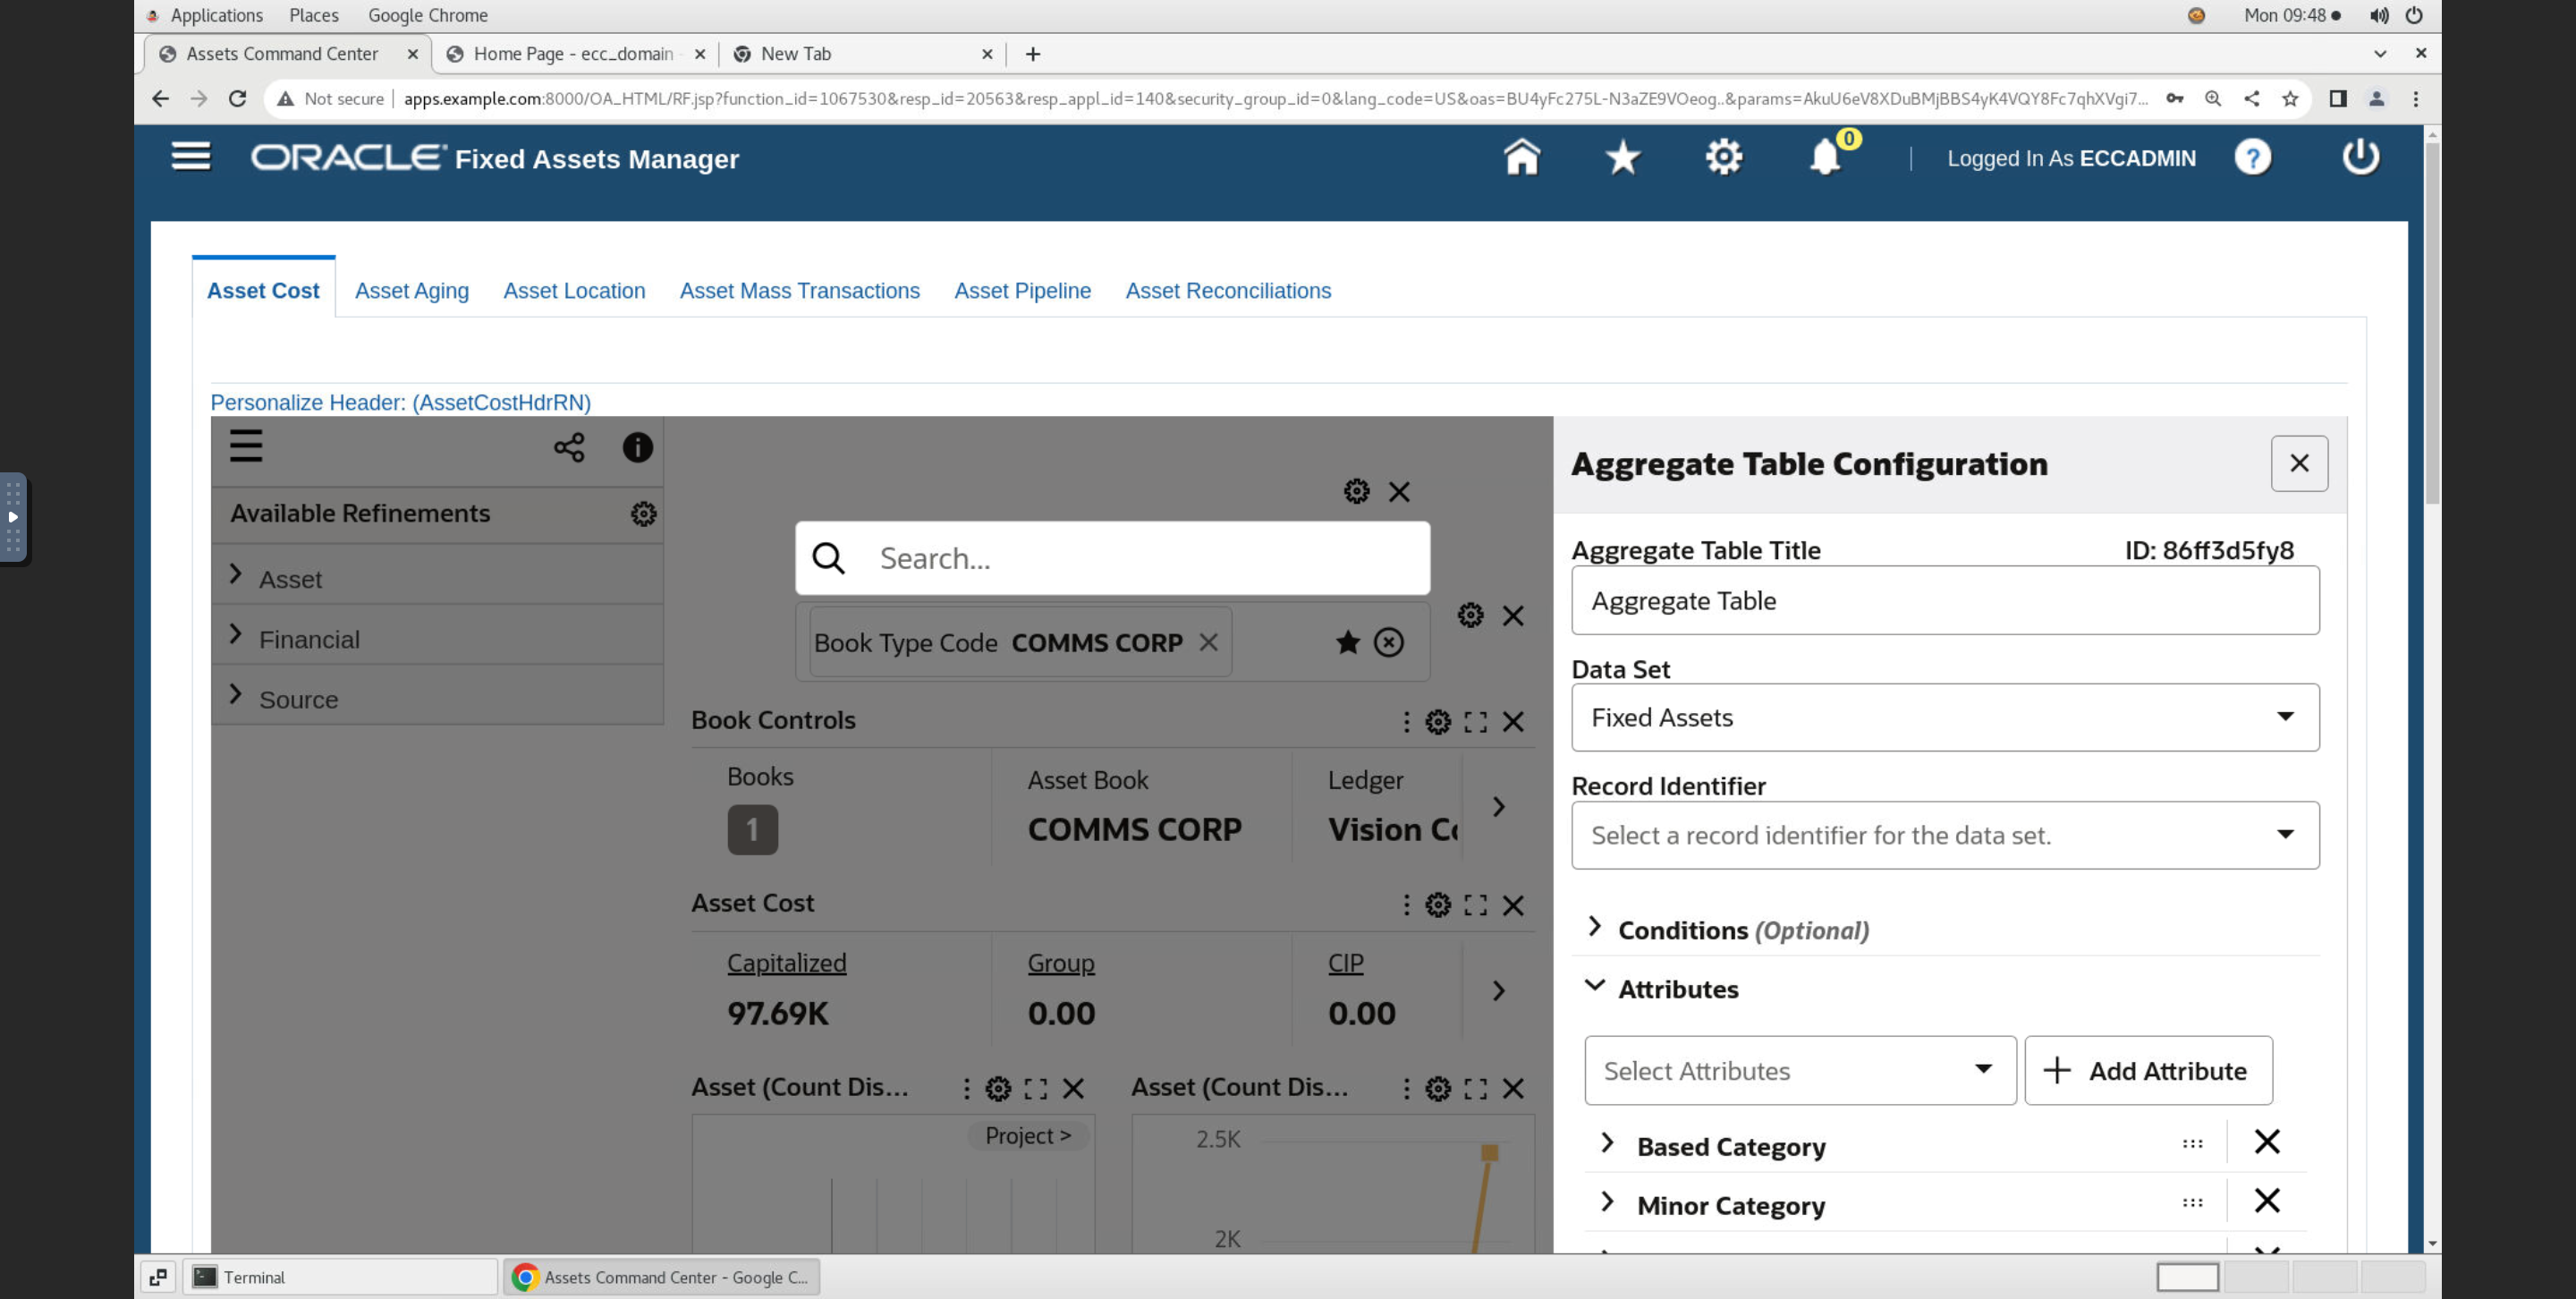 Applications Places Google Chrome Mon 09:48
Assets Command Center Home Page - ecc_domain - New Tab
Not secure apps.example.com:8000/OA_HTML/RF.jsp?function_id=1067530&resp_id=20563&resp_appl_id=140&security_group_id=0&lang_code=US&oas=BU4yFc275L-N3aZE9VOeog..&params=AkuU6eV8XDuBMjBBS4yK4VQY8Fc7qhXVgi7...
ORACLE Fixed Assets Manager 0 Logged In As ECCADMIN ?
Asset Cost Asset Aging Asset Location Asset Mass Transactions Asset Pipeline Asset Reconciliations
Personalize Header: (AssetCostHdrRN)
Available Refinements
Asset
Financial
Source
Search...
Book Type Code COMMS CORP
Book Controls
Books Asset Book Ledger
1 COMMS CORP Vision Co
Asset Cost
Capitalized Group CIP
97.69K 0.00 0.00
Asset (Count Dis... Asset (Count Dis...
Project >
2.5K
2K
Aggregate Table Configuration
Aggregate Table Title ID: 86ff3d5fy8
Aggregate Table
Data Set
Fixed Assets
Record Identifier
Select a record identifier for the data set.
Conditions (Optional)
Attributes
Select Attributes Add Attribute
Based Category
Minor Category
Terminal Assets Command Center - Google C...